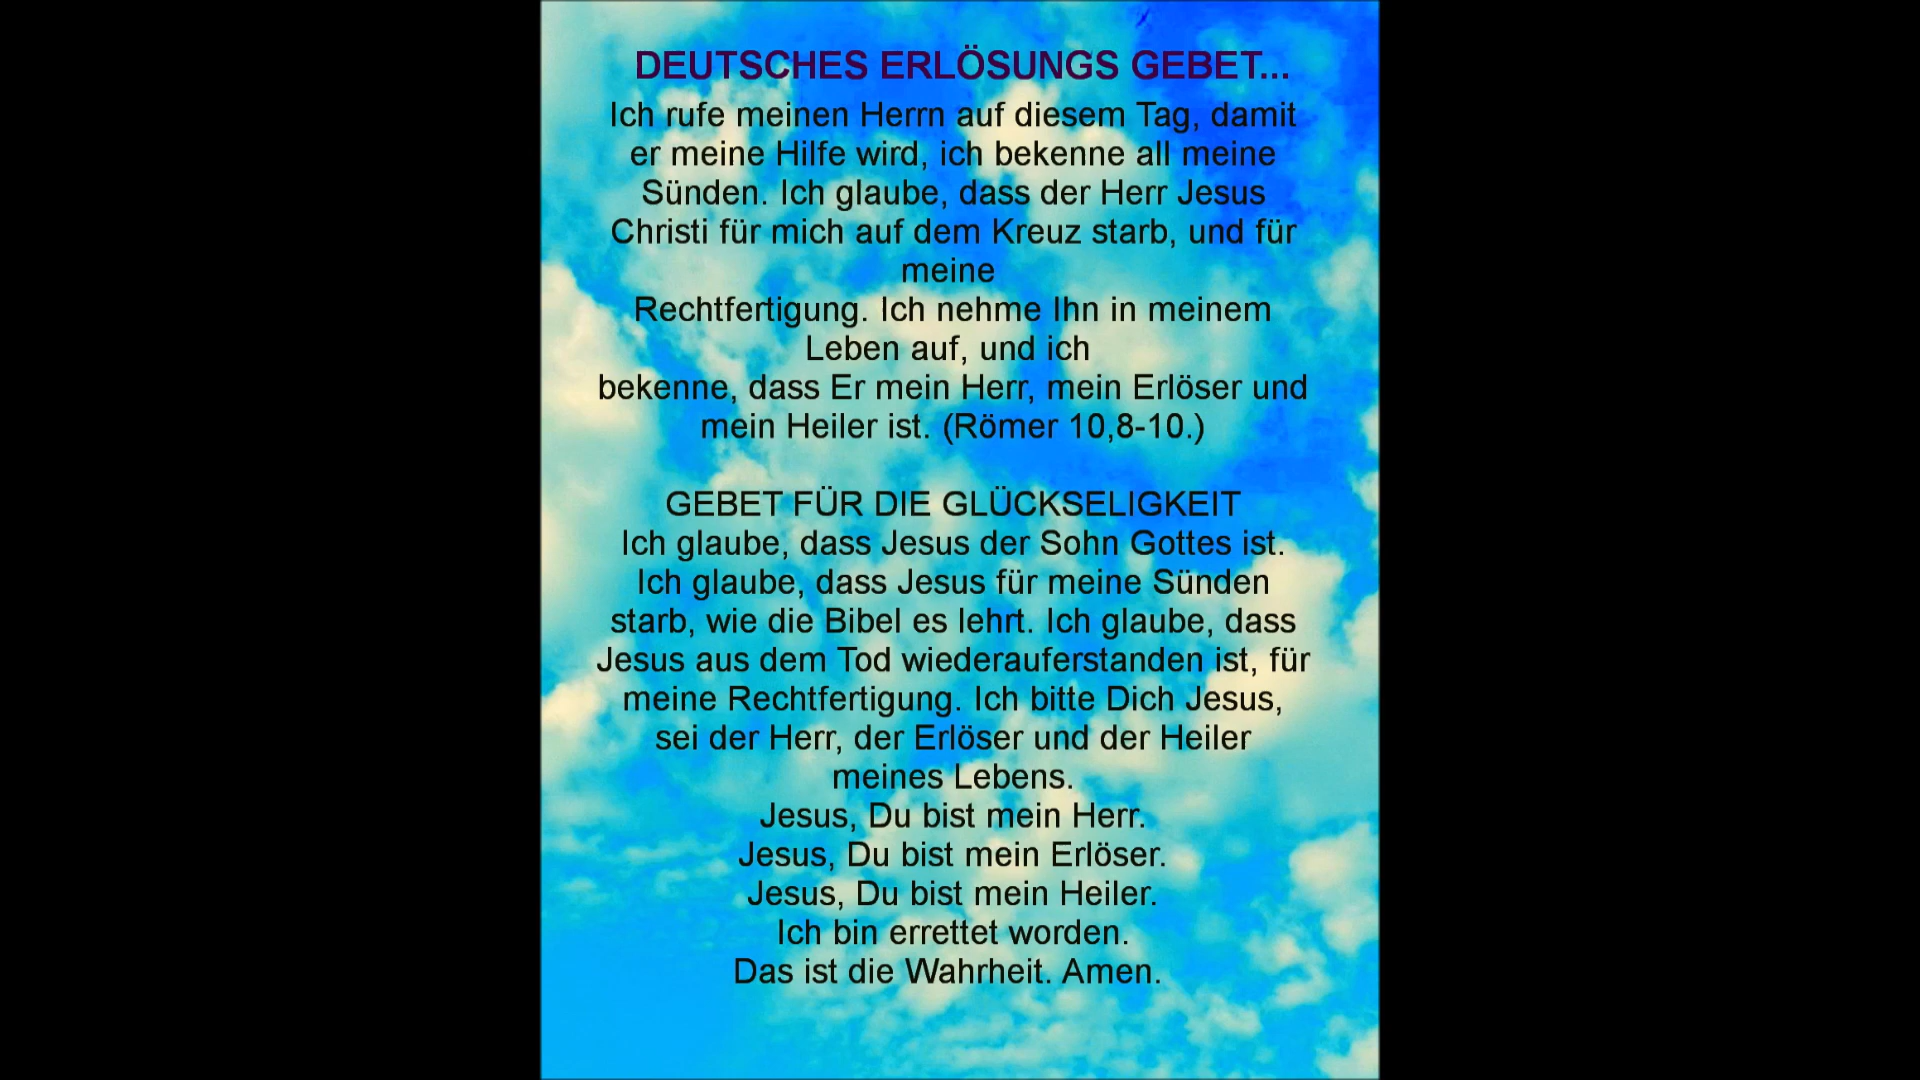 DEUTSCHES ERLÖSUNGS GEBET...
Ich rufe meinen Herrn auf diesem Tag, damit
er meine Hilfe wird, ich bekenne all meine
Sünden. Ich glaube, dass der Herr Jesus
Christi für mich auf dem Kreuz starb, und für
meine
Rechtfertigung. Ich nehme Ihn in meinem
Leben auf, und ich
bekenne, dass Er mein Herr, mein Erlöser und
mein Heiler ist. (Römer 10,8-10.)
GEBET FÜR DIE GLÜCKSELIGKEIT
Ich glaube, dass Jesus der Sohn Gottes ist.
Ich glaube, dass Jesus für meine Sünden
starb, wie die Bibel es lehrt. Ich glaube, dass
Jesus aus dem Tod wiederauferstanden ist, für
meine Rechtfertigung. Ich bitte Dich Jesus,
sei der Herr, der Erlöser und der Heiler
meines Lebens.
Jesus, Du bist mein Herr.
Jesus, Du bist mein Erlöser.
Jesus, Du bist mein Heiler.
Ich bin errettet worden.
Das ist die Wahrheit. Amen.